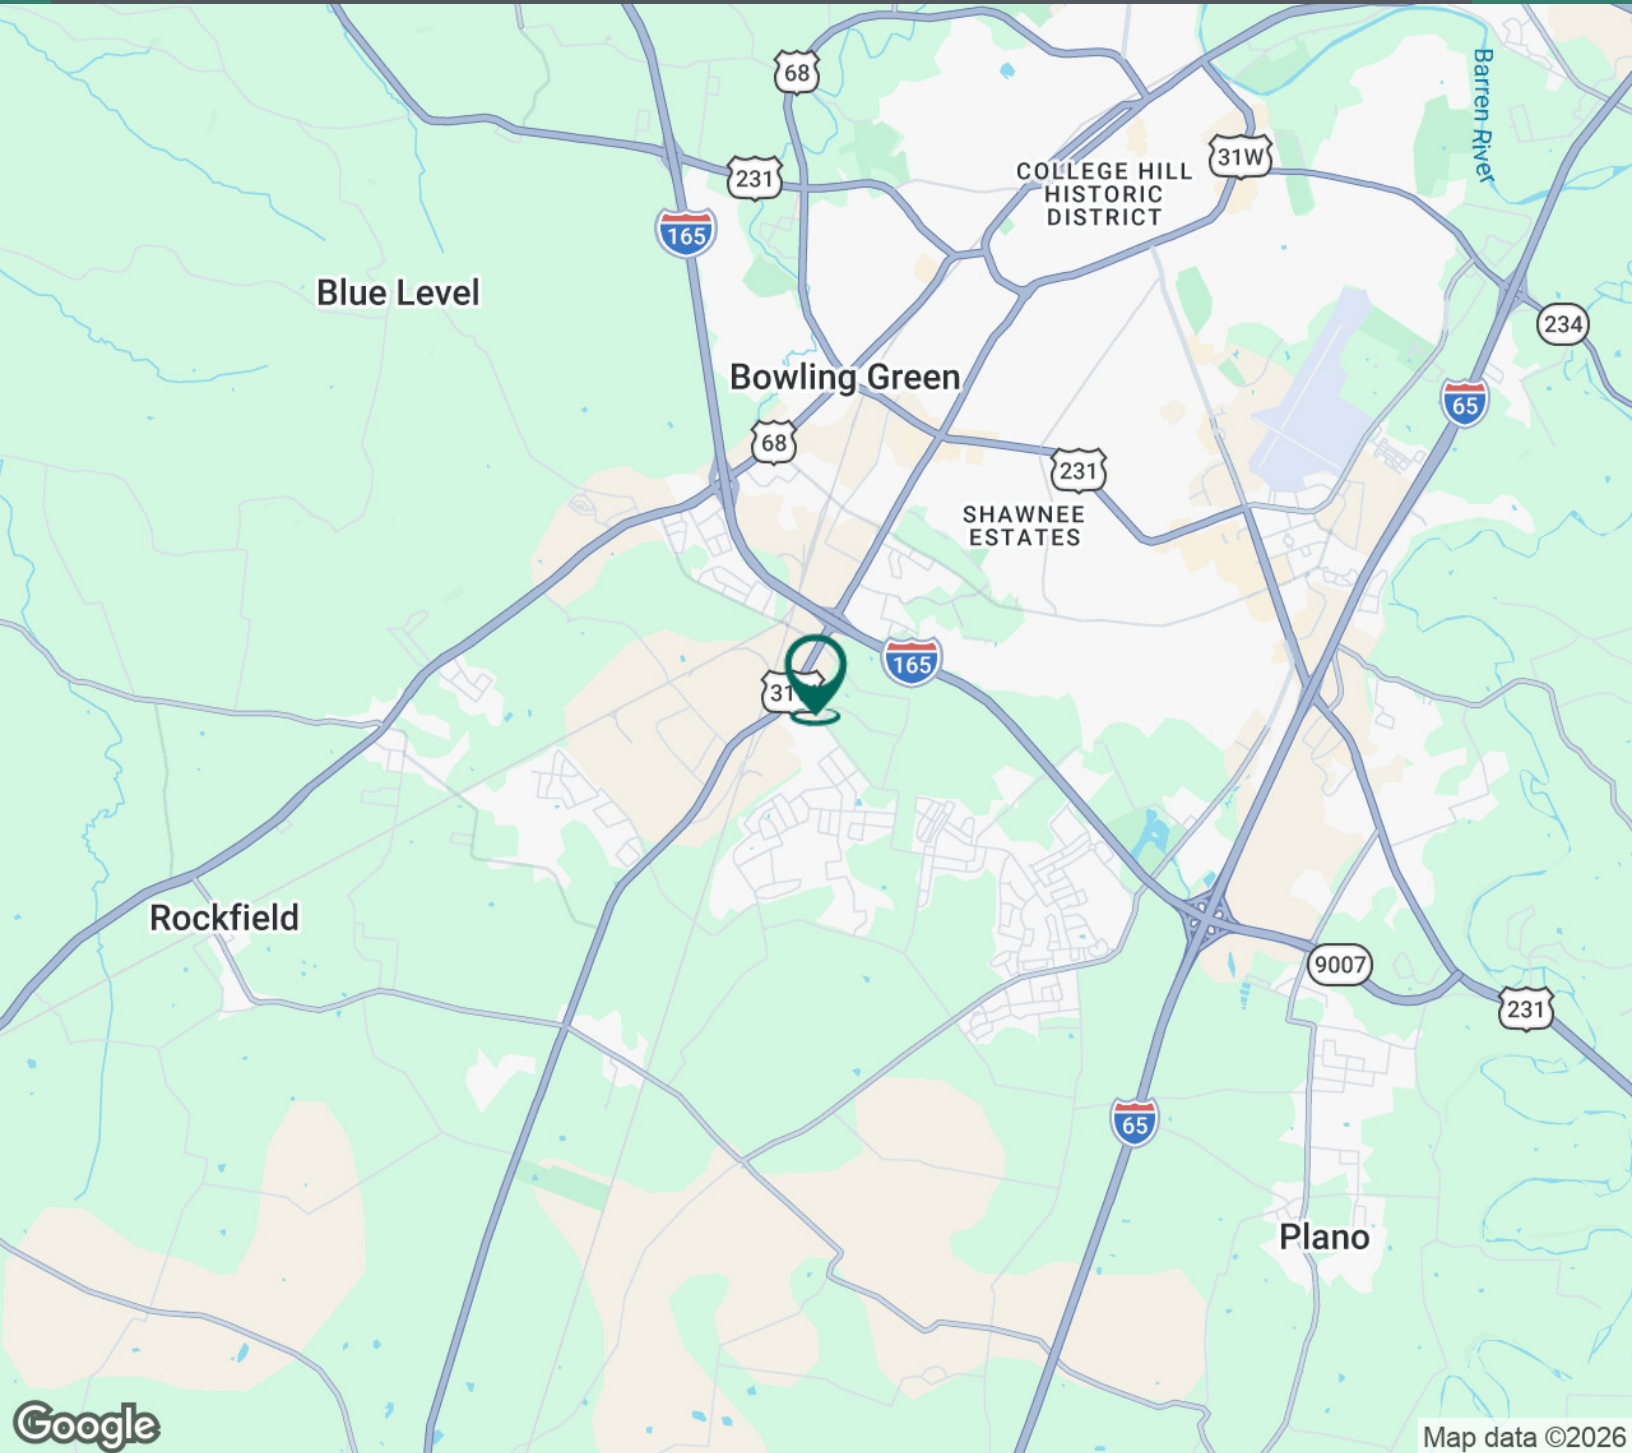 68
Barren River
31W
COLLEGE HILL
HISTORIC
DISTRICT
231
165
Blue Level
234
Bowling Green
65
68
231
SHAWNEE
ESTATES
165
31
Rockfield
9007
231
65
Plano
Google
Map data ©2026